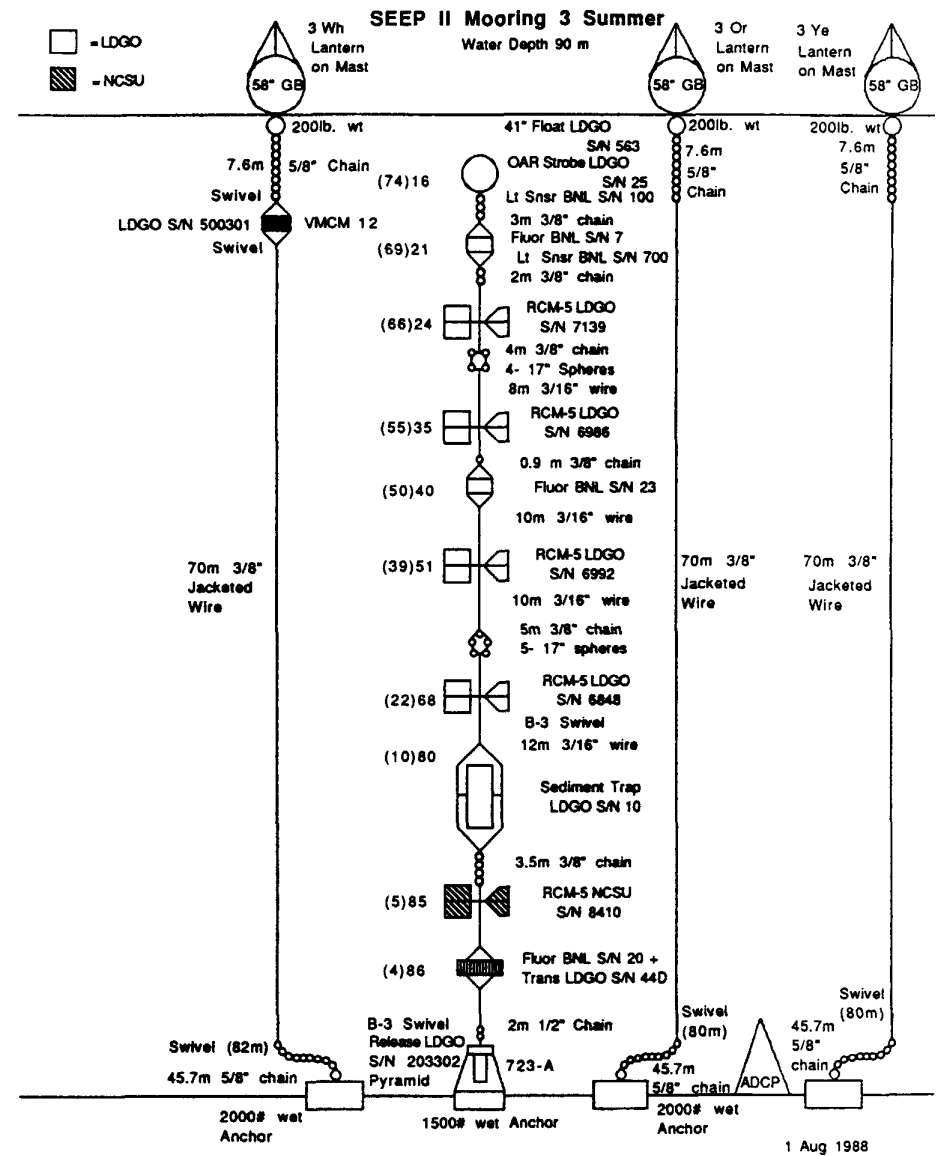 SEEP II Mooring 3 Summer
Water Depth 90 m
=LDGO
=NCSU
3 Wh
Lantern
on Mast
58" GB
3 Or
Lantern
on Mast
58" GB
3 Ye
Lantern
on Mast
58" GB
200lb. wt
7.6m 5/8" Chain
Swivel
LDGO S/N 500301 VMCM 12
Swivel
70m 3/8"
Jacketed
Wire
Swivel (82m)
45.7m 5/8" chain
2000# wet
Anchor
41" Float LDGO
S/N 563
(74)16
OAR Strobe LDGO
S/N 25
Lt Snsr BNL S/N 100
3m 3/8" chain
(69)21
Fluor BNL S/N 7
Lt Snsr BNL S/N 700
2m 3/8" chain
(66)24
RCM-5 LDGO
S/N 7139
4m 3/8" chain
4- 17" Spheres
8m 3/16" wire
(55)35
RCM-5 LDGO
S/N 6986
0.9 m 3/8" chain
(50)40
Fluor BNL S/N 23
10m 3/16" wire
(39)51
RCM-5 LDGO
S/N 6992
10m 3/16" wire
5m 3/8" chain
5- 17" spheres
(22)68
RCM-5 LDGO
S/N 6848
B-3 Swivel
12m 3/16" wire
(10)80
Sediment Trap
LDGO S/N 10
3.5m 3/8" chain
(5)85
RCM-5 NCSU
S/N 8410
(4)86
Fluor BNL S/N 20 +
Trans LDGO S/N 44D
2m 1/2" Chain
B-3 Swivel
Release LDGO
S/N 203302
Pyramid
723-A
1500# wet Anchor
200lb. wt
7.6m
5/8"
Chain
70m 3/8"
Jacketed
Wire
Swivel
(80m)
45.7m
5/8" chain
2000# wet
Anchor
ADCP
200lb. wt
7.6m
5/8"
Chain
70m 3/8"
Jacketed
Wire
Swivel
(80m)
45.7m
5/8"
chain
1 Aug 1988